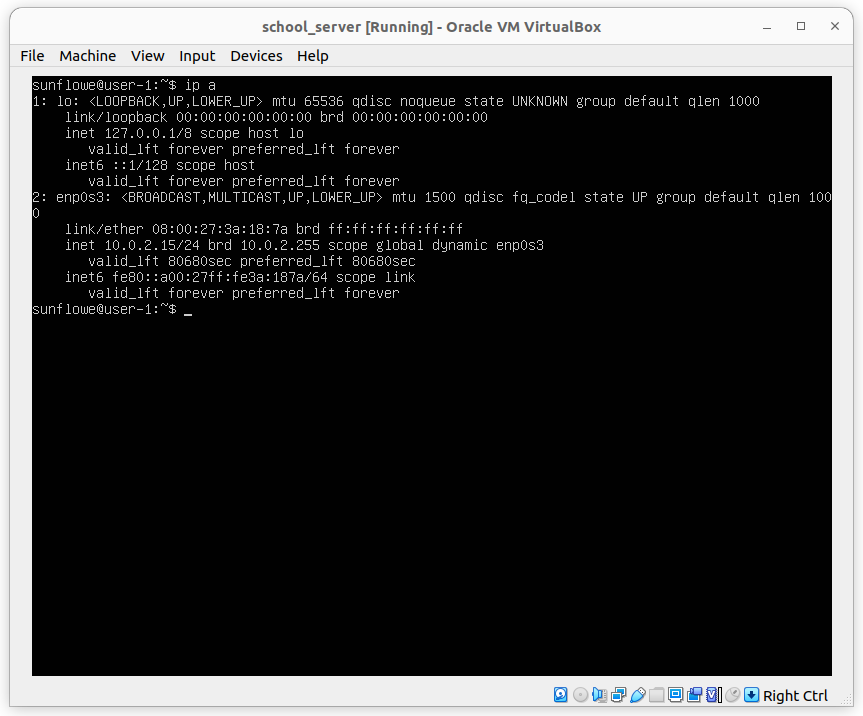 school_server [Running] - Oracle VM VirtualBox
File Machine View Input Devices Help
sunflowe@user-1:~$ ip a
1: lo: <LOOPBACK,UP,LOWER_UP> mtu 65536 qdisc noqueue state UNKNOWN group default qlen 1000
link/loopback 00:00:00:00:00:00 brd 00:00:00:00:00:00
inet 127.0.0.1/8 scope host lo
valid_lft forever preferred_lft forever
inet6 ::1/128 scope host
valid_lft forever preferred_lft forever
2: enp0s3: <BROADCAST,MULTICAST,UP,LOWER_UP> mtu 1500 qdisc fq_codel state UP group default qlen 100
0
link/ether 08:00:27:3a:18:7a brd ff:ff:ff:ff:ff:ff
inet 10.0.2.15/24 brd 10.0.2.255 scope global dynamic enp0s3
valid_lft 80680sec preferred_lft 80680sec
inet6 fe80::a00:27ff:fe3a:187a/64 scope link
valid_lft forever preferred_lft forever
sunflowe@user-1:~$ _
Right Ctrl